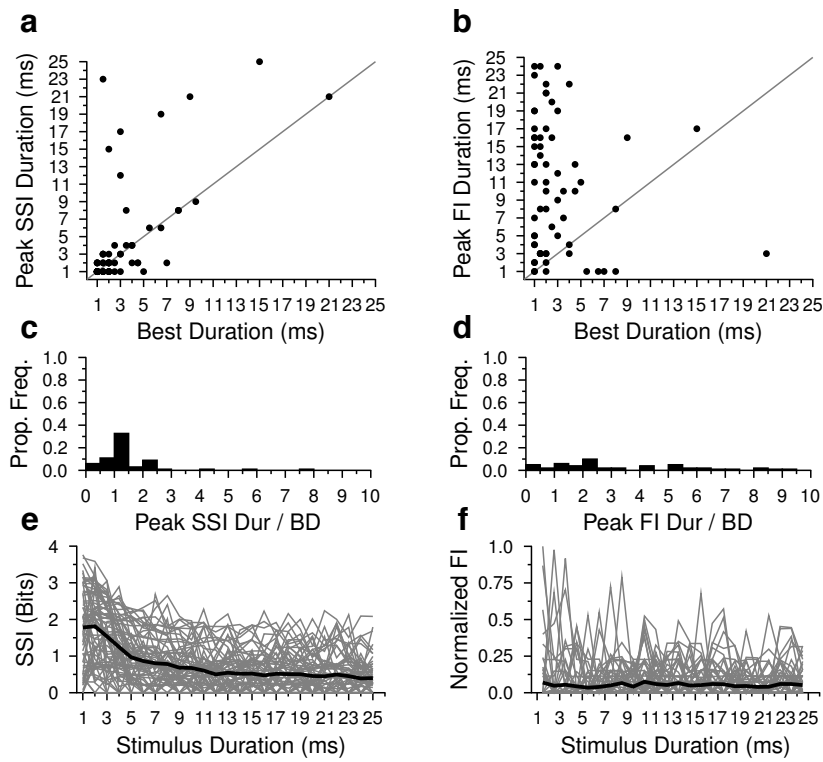 a
Peak SSI Duration (ms)
25
23
21
19
17
15
13
11
9
7
5
3
1
1 3 5 7 9 11 13 15 17 19 21 23 25
Best Duration (ms)
b
Peak FI Duration (ms)
25
23
21
19
17
15
13
11
9
7
5
3
1
1 3 5 7 9 11 13 15 17 19 21 23 25
Best Duration (ms)
c
Prop. Freq.
1.0
0.8
0.6
0.4
0.2
0.0
0 1 2 3 4 5 6 7 8 9 10
Peak SSI Dur / BD
d
Prop. Freq.
1.0
0.8
0.6
0.4
0.2
0.0
0 1 2 3 4 5 6 7 8 9 10
Peak FI Dur / BD
e
SSI (Bits)
4
3
2
1
0
1 3 5 7 9 11 13 15 17 19 21 23 25
Stimulus Duration (ms)
f
Normalized FI
1.0
0.75
0.50
0.25
0.0
1 3 5 7 9 11 13 15 17 19 21 23 25
Stimulus Duration (ms)